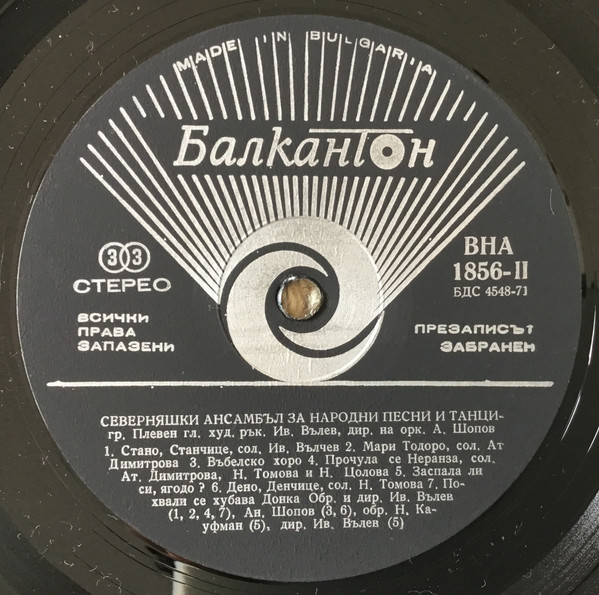 MADE IN BULGARIA
Балкантон
33
СТЕРЕО
ВНА
1856-II
БДС 4548-71
ВСИЧКИ
ПРАВА
ЗАПАЗЕНИ
ПРЕЗАПИСЪТ
ЗАБРАНЕН
СЕВЕРНЯШКИ АНСАМБЪЛ ЗА НАРОДНИ ПЕСНИ И ТАНЦИ-
гр. Плевен гл. худ. рък. Ив. Вълев, дир. на орк. А. Шопов
1. Стано, Станчице, сол. Ив. Вълчев 2. Мари Тодоро, сол. Ат
Димитрова 3. Въбелско хоро 4. Прочула се Неранза, сол.
Ат. Димитрова, Н. Томова и Н. Цолова 5. Заспала ли
си, ягодо? 6. Дено, Денчице, сол. Н. Томова 7. По-
хвали се хубава Донка Обр. и дир. Ив. Вълев
(1, 2, 4, 7), Ан. Шопов (3, 6), обр. Н. Ка-
уфман (5), дир. Ив. Вълев (5)